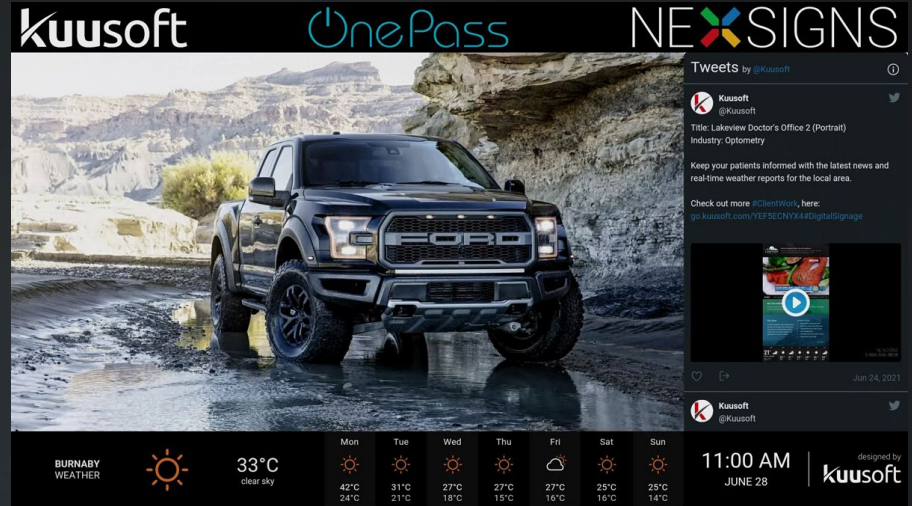 kuusoft
OnePass
NEXSIGNS
Tweets by @Kuusoft
Kuusoft
@Kuusoft
Title: Lakeview Doctor's Office 2 (Portrait)
Industry: Optometry
Keep your patients informed with the latest news and
real-time weather reports for the local area.
Check out more #ClientWork, here:
go.kuusoft.com/YEF5ECNYX4#DigitalSignage
Jun 24, 2021
Kuusoft
@Kuusoft
FORD
BURNABY
WEATHER
33°C
clear sky
Mon Tue Wed Thu Fri Sat Sun
42°C 31°C 27°C 27°C 27°C 25°C 25°C
24°C 21°C 18°C 15°C 16°C 16°C 14°C
11:00 AM
JUNE 28
designed by
kuusoft